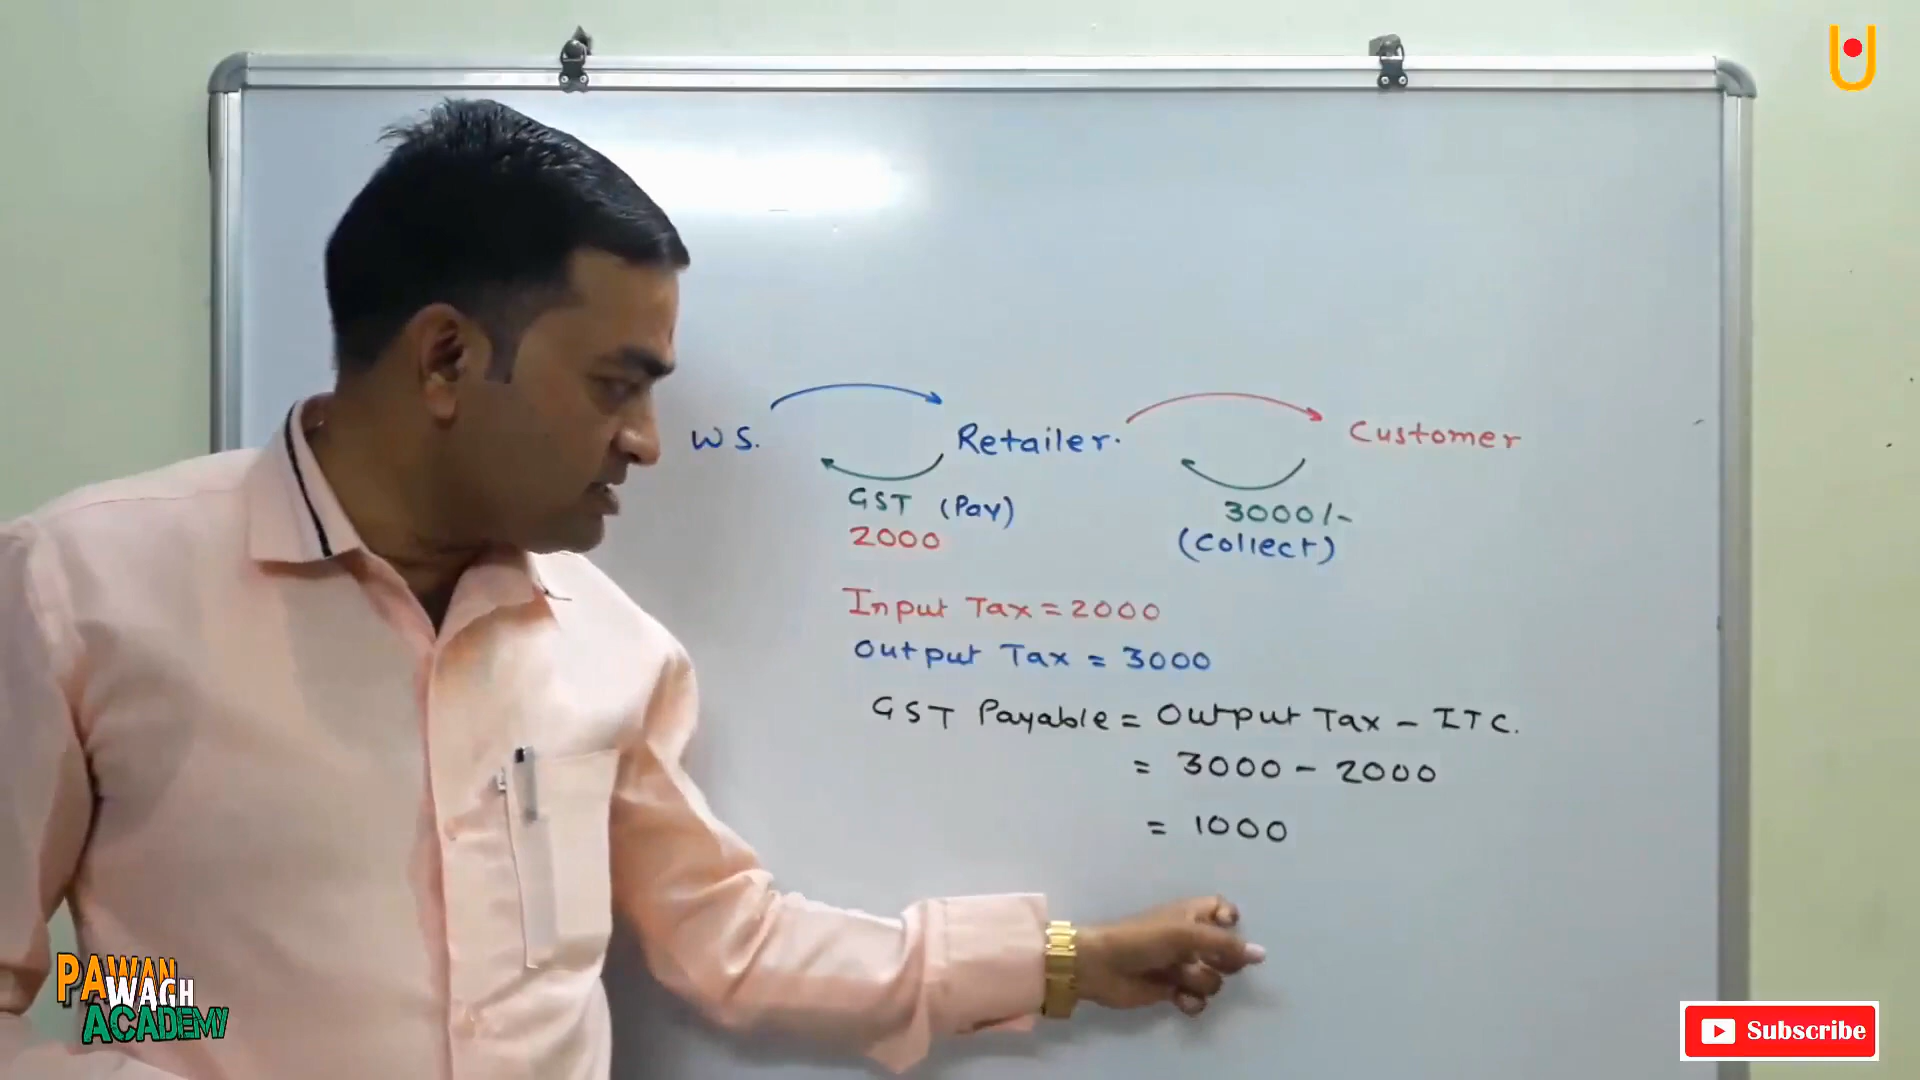 W S.
Retailer.
Customer
GST (Pay)
2000
3000/-
(Collect)
Input Tax = 2000
Output Tax = 3000
GST Payable = Output Tax - ITC.
= 3000 - 2000
= 1000
PAWAN
WAGH
ACADEMY
Subscribe